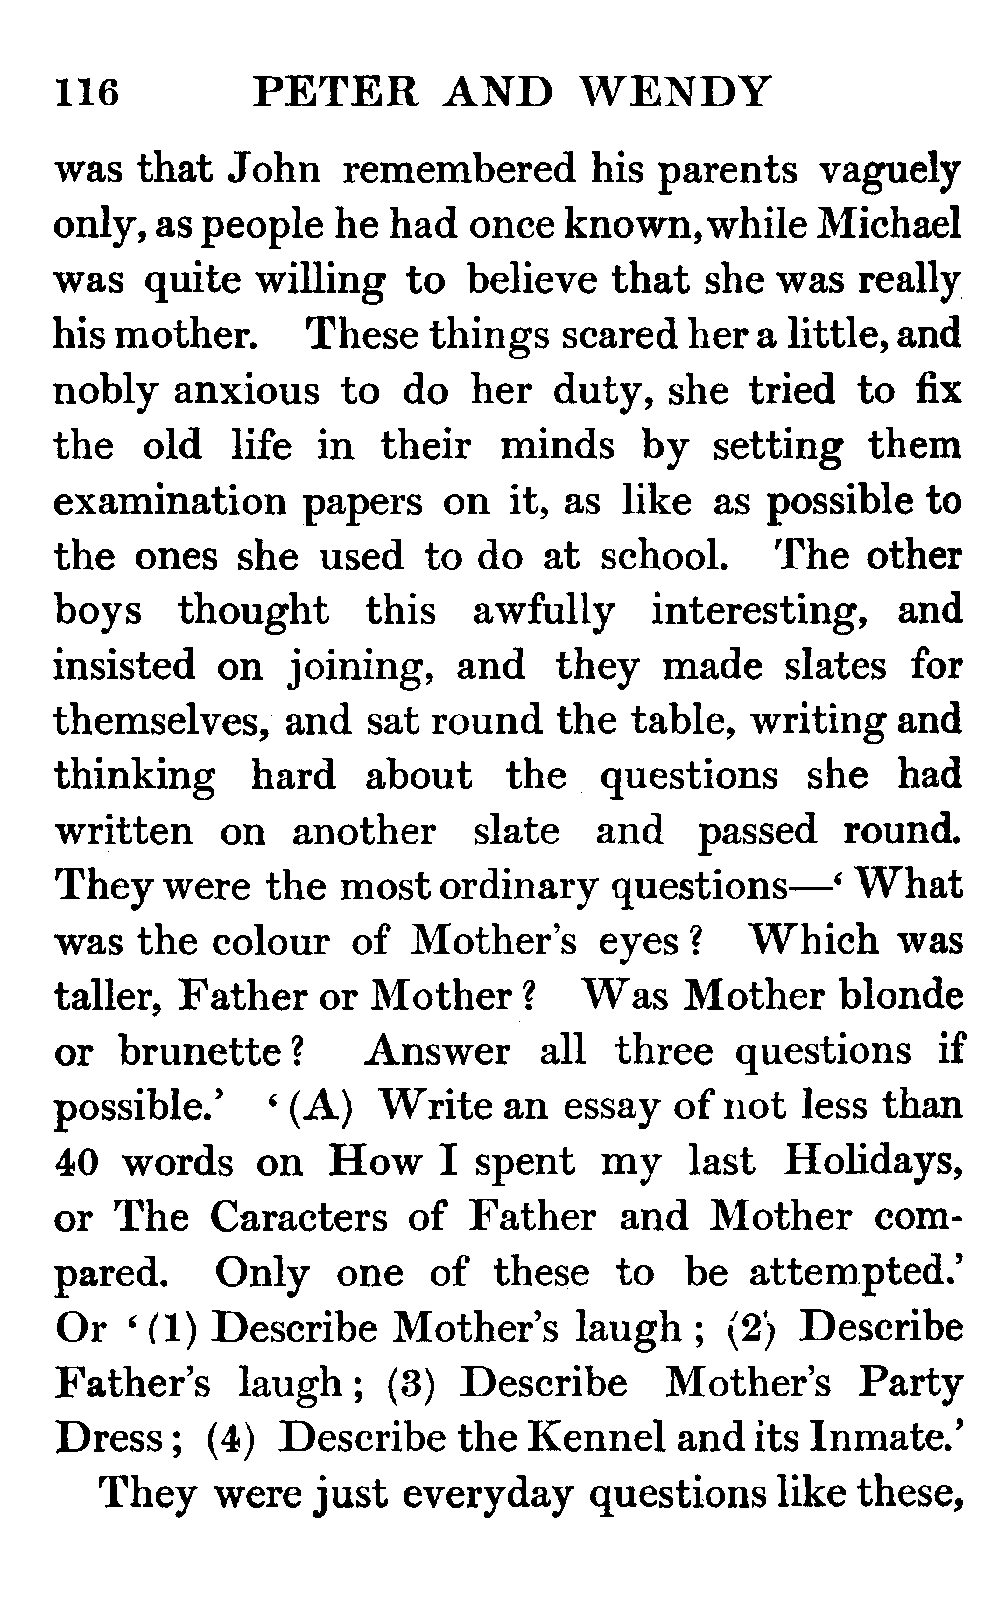 116 PETER AND WENDY
was that John remembered his parents vaguely
only, as people he had once known, while Michael
was quite willing to believe that she was really
his mother. These things scared her a little, and
nobly anxious to do her duty, she tried to fix
the old life in their minds by setting them
examination papers on it, as like as possible to
the ones she used to do at school. The other
boys thought this awfully interesting, and
insisted on joining, and they made slates for
themselves, and sat round the table, writing and
thinking hard about the questions she had
written on another slate and passed round.
They were the most ordinary questions—‘ What
was the colour of Mother’s eyes ? Which was
taller, Father or Mother ? Was Mother blonde
or brunette ? Answer all three questions if
possible.’ ‘ (A) Write an essay of not less than
40 words on How I spent my last Holidays,
or The Caracters of Father and Mother com-
pared. Only one of these to be attempted.’
Or ‘ (1) Describe Mother’s laugh ; (2) Describe
Father’s laugh ; (3) Describe Mother’s Party
Dress ; (4) Describe the Kennel and its Inmate.’
They were just everyday questions like these,